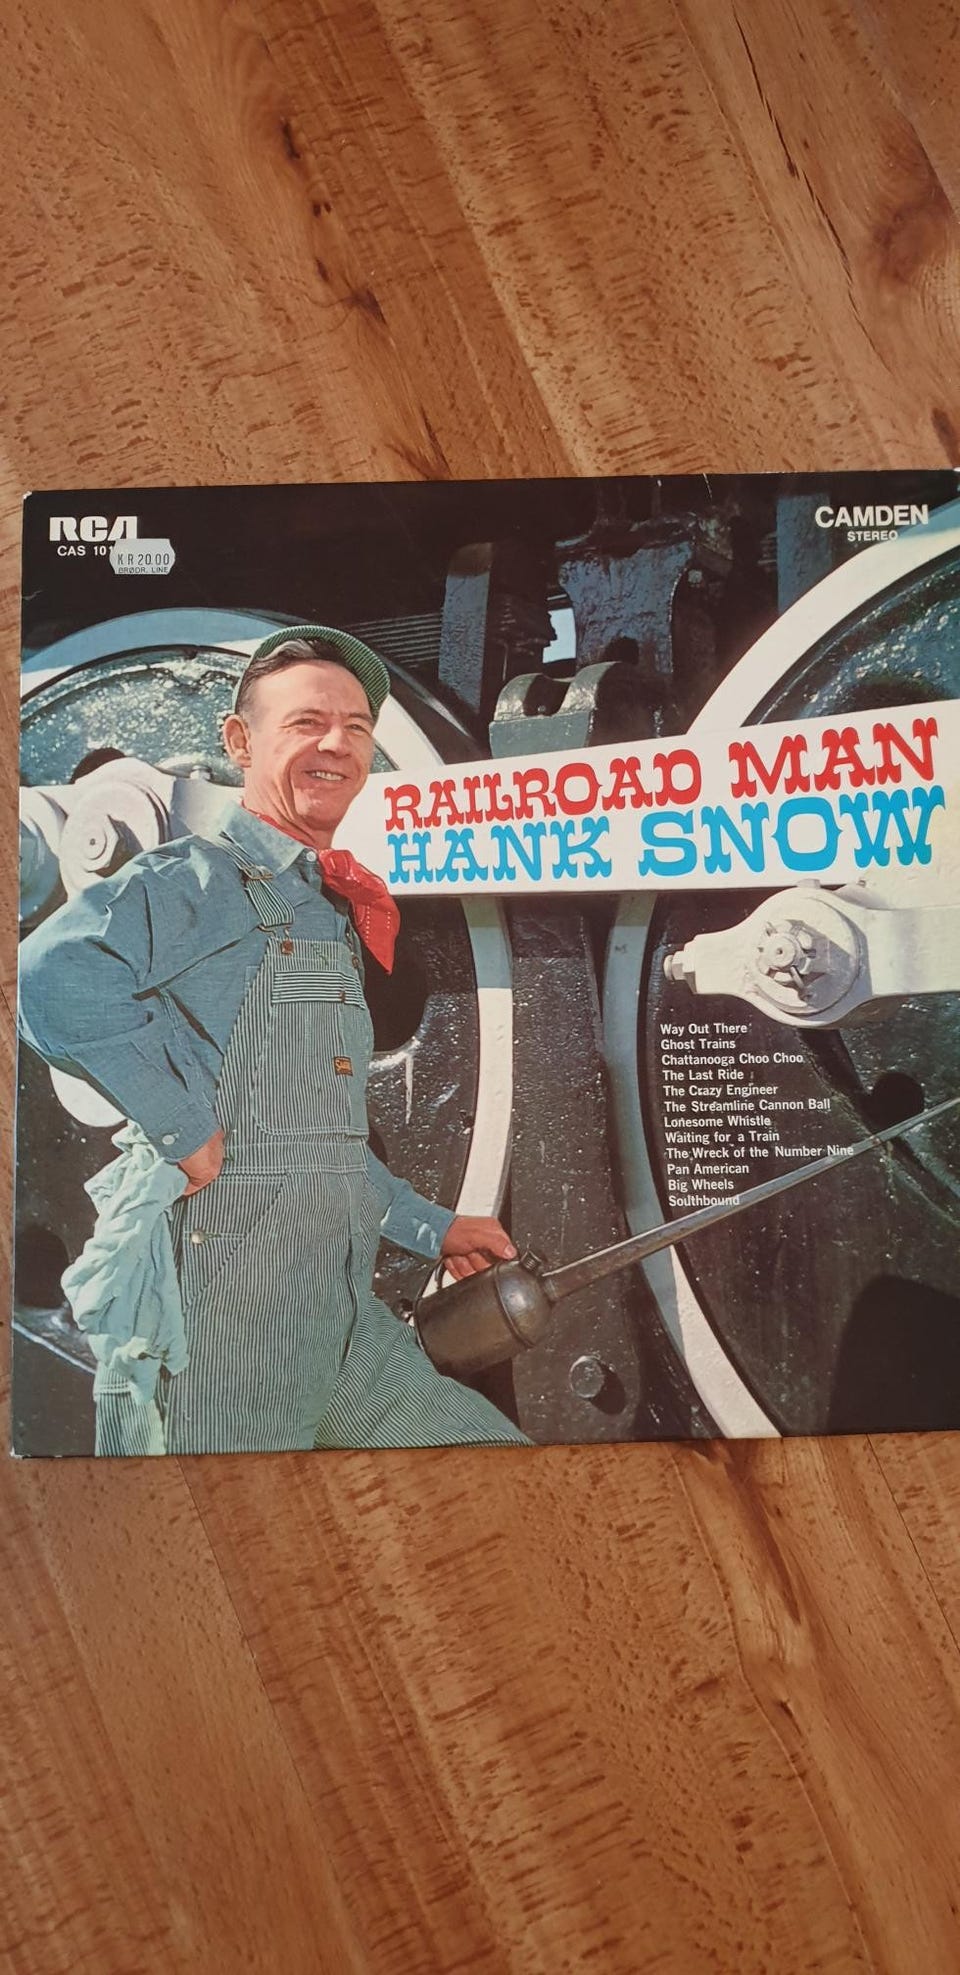 RCA
CAMDEN
CAS 101
STEREO
KR 20.00
BRØDR. LINE
RAILROAD MAN
HANK SNOW
Way Out There
Ghost Trains
Chattanooga Choo Choo
The Last Ride
The Crazy Engineer
The Streamline Cannon Ball
Lonesome Whistle
Waiting for a Train
The Wreck of the Number Nine
Pan American
Big Wheels
Southbound